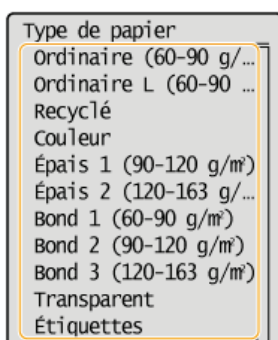 Type de papier
Ordinaire (60-90 g/…
Ordinaire L (60-90 …
Recyclé
Couleur
Épais 1 (90-120 g/m²)
Épais 2 (120-163 g/…
Bond 1 (60-90 g/m²)
Bond 2 (90-120 g/m²)
Bond 3 (120-163 g/m²)
Transparent
Étiquettes